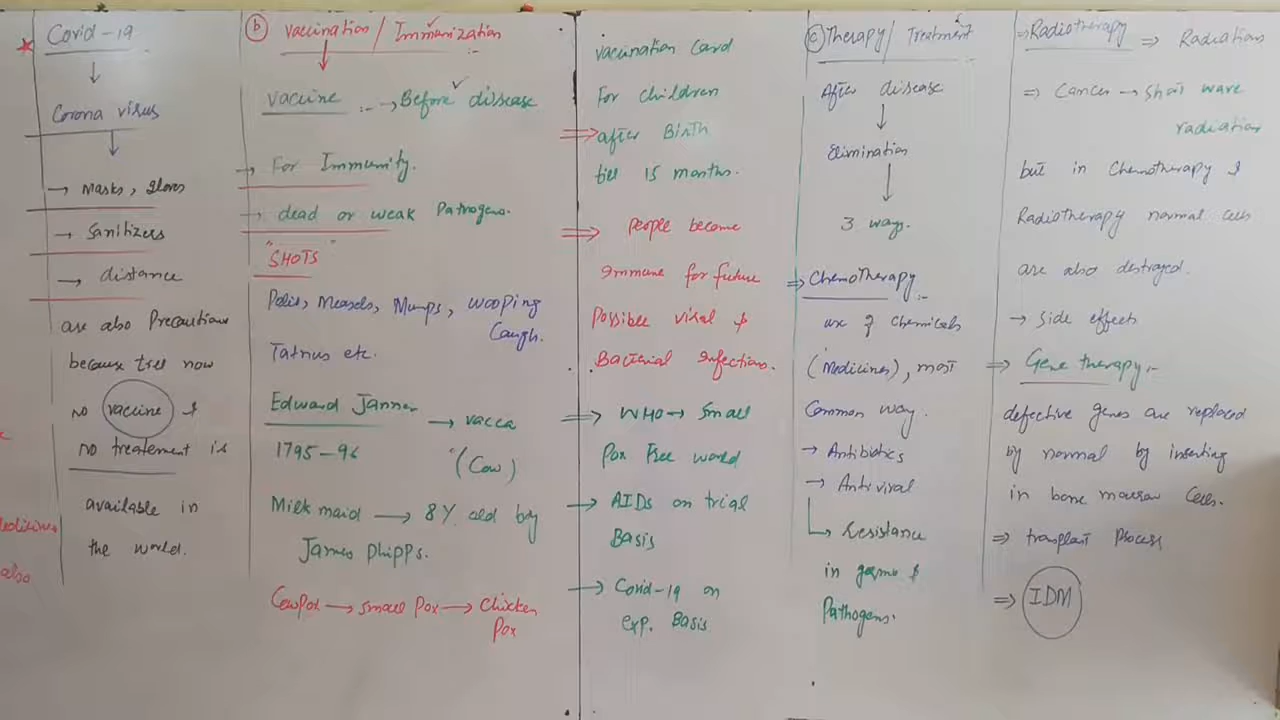 Covid-19
↓
Corona virus
↓
→ Masks, gloves
→ Sanitizers
→ distance
are also Precautions
because till now
no vaccine &
no treatement is
available in
the world.
Medicines
also
(b) Vaccination / Immunization
↓
Vaccine :- → Before disease
→ For Immunity.
→ dead or weak Patrogens.
"SHOTS"
Polio, Measels, Mumps, Wooping
Caugh.
Tatnus etc.
Edward Janner → vacca
1795-96 "(Cow)
Milk maid → 8 Y. old boy
James Phipps.
CowPox → small Pox → chicken
Pox
vaccination Card
For children
⇒ after Birth
till 15 months.
⇒ People become
Immune for future
Possible viral &
Bacterial Infections.
⇒ WHO → Small
Pox Free world
→ AIDs on trial
Basis
→ Covid-19 on
exp. Basis
(c) Therapy / Treatment
After disease
↓
Elimination
↓
3 ways.
⇒ Chemotherapy :-
use of Chemicals
(Medicines), most
Common way.
→ Antibiotics
→ Antiviral
↳ resistance
in germs &
Pathogens.
⇒ Radiotherapy ⇒ Radiations
⇒ Cancer → short wave
radiation
but in Chemotherapy &
Radiotherapy normal cells
are also destroyed.
→ side effects
⇒ Gene therapy :-
defective genes are replaced
by normal by inserting
in bone marrow Cells.
⇒ transplant Process
⇒ IDM